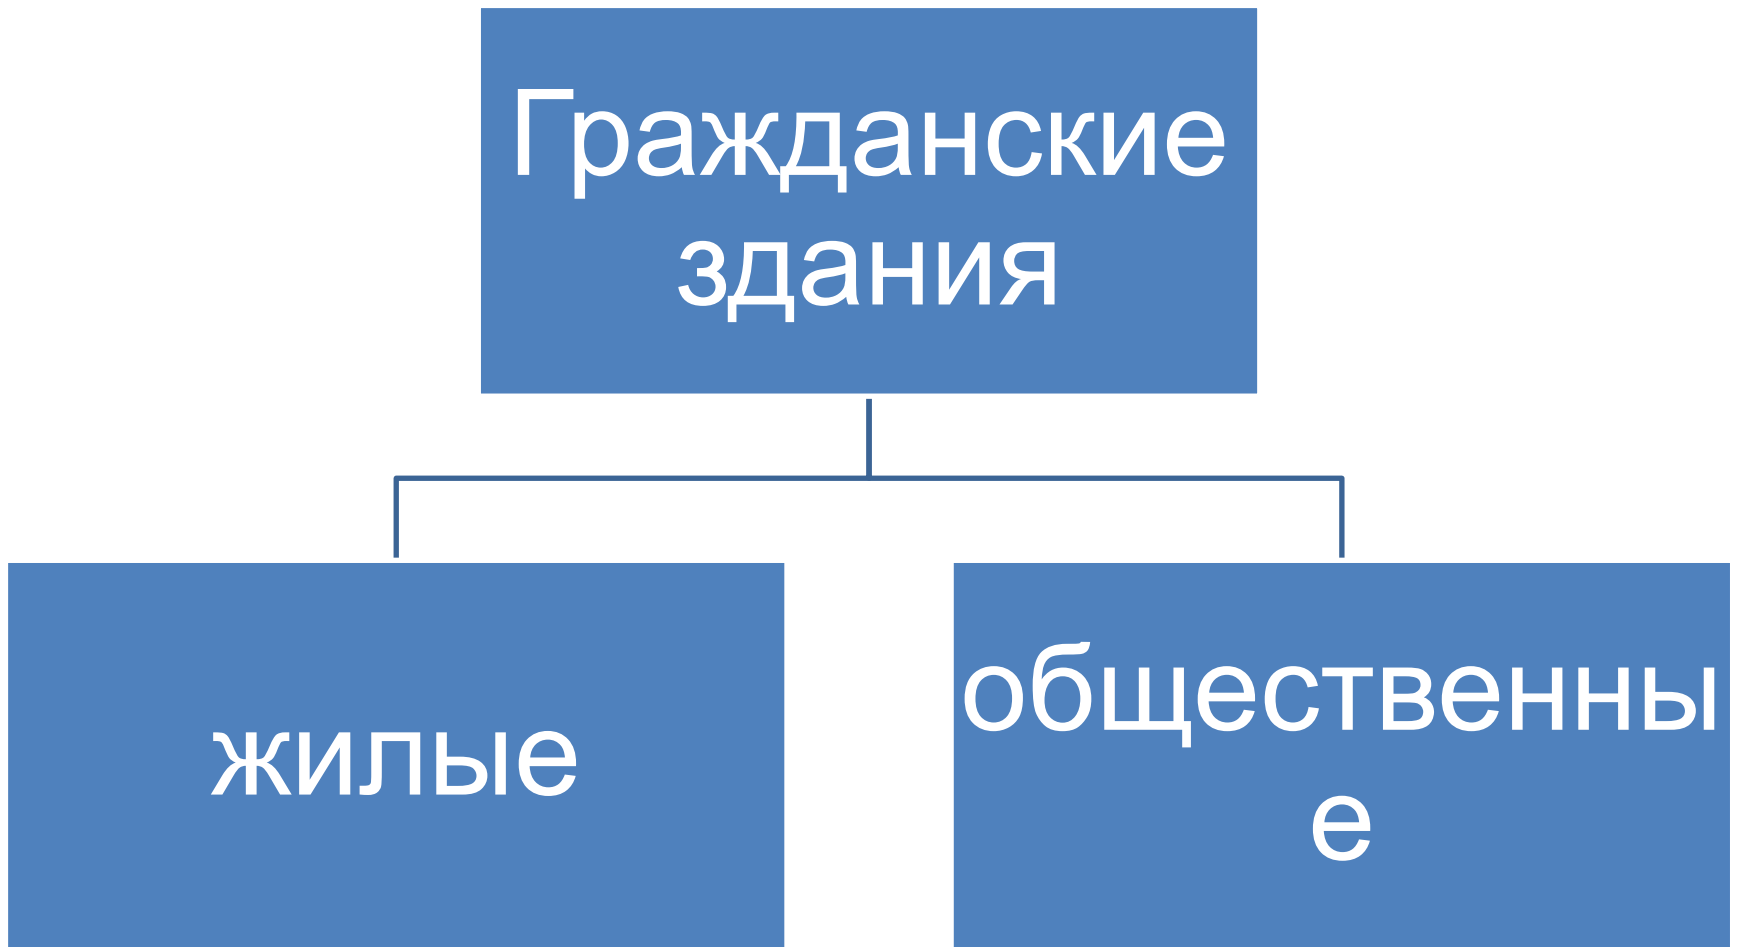 Гражданские
здания
жилые
общественны
е